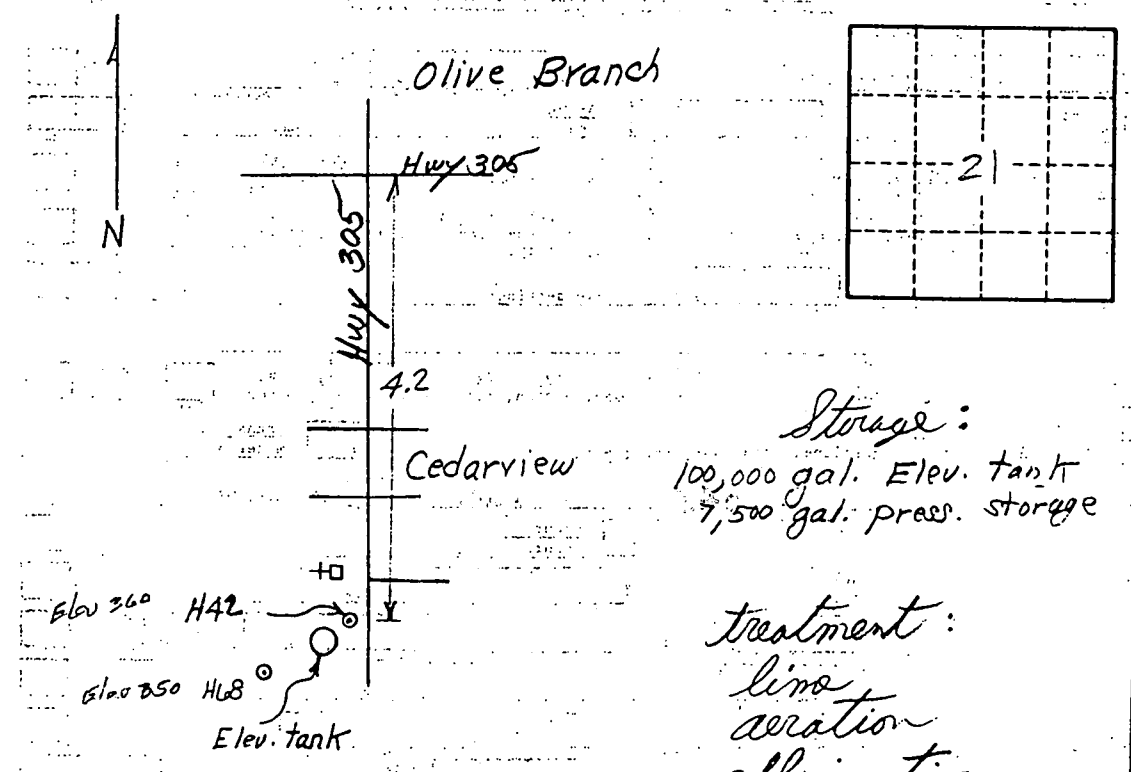 Olive Branch
Hwy 305
N
21
Hwy 305
4.2
Cedarview
Storage:
100,000 gal. Elev. tank
7,500 gal. press. storage
Elev 360 H42
treatment:
Elev 350 H68
lime
aeration
Elev. tank